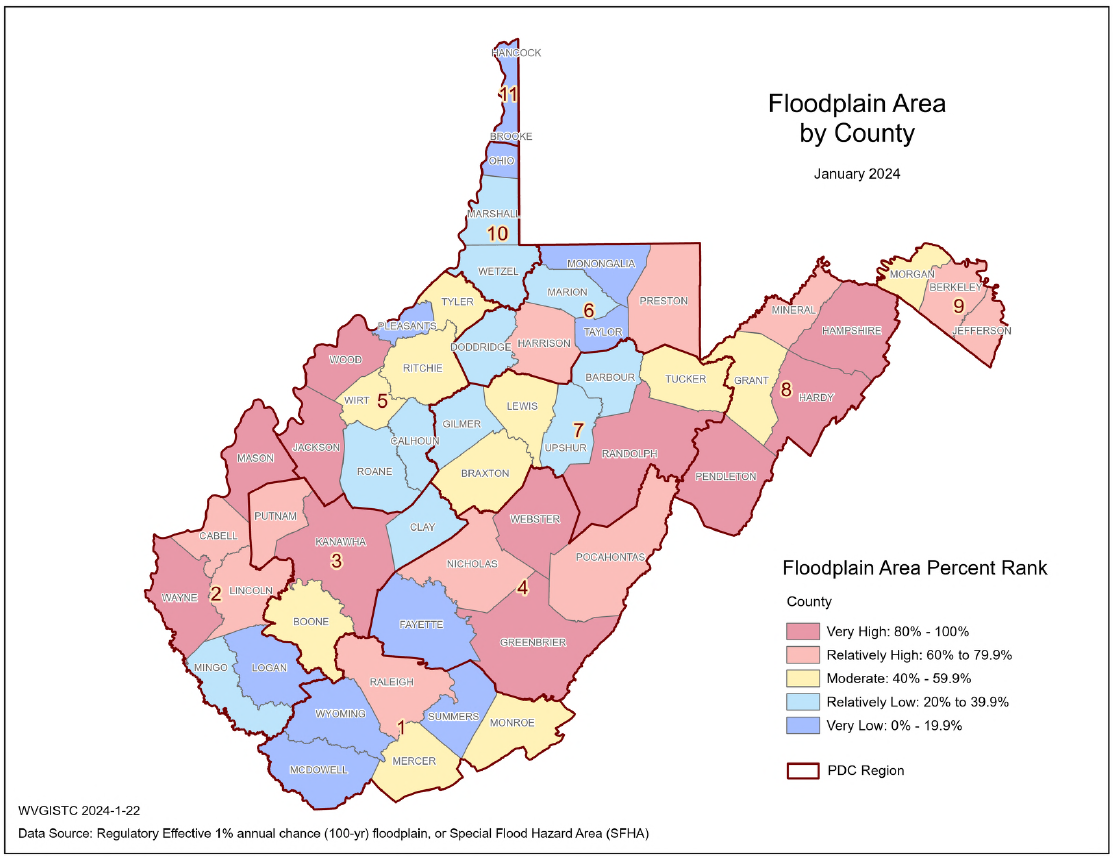 Floodplain Area
by County
January 2024
HANCOCK
11
BROOKE
OHIO
MARSHALL
10
WETZEL
MONONGALIA
MARION
6
PRESTON
TAYLOR
TYLER
PLEASANTS
DODDRIDGE
HARRISON
WOOD
RITCHIE
WIRT
5
BARBOUR
TUCKER
GRANT
MINERAL
HAMPSHIRE
8
HARDY
MORGAN
BERKELEY
9
JEFFERSON
LEWIS
GILMER
CALHOUN
UPSHUR
7
RANDOLPH
JACKSON
MASON
ROANE
BRAXTON
PENDLETON
WEBSTER
CLAY
PUTNAM
CABELL
KANAWHA
3
NICHOLAS
4
POCAHONTAS
WAYNE
2
LINCOLN
BOONE
FAYETTE
GREENBRIER
MINGO
LOGAN
RALEIGH
WYOMING
1
SUMMERS
MONROE
MERCER
MCDOWELL
Floodplain Area Percent Rank
County
Very High: 80% - 100%
Relatively High: 60% to 79.9%
Moderate: 40% - 59.9%
Relatively Low: 20% to 39.9%
Very Low: 0% - 19.9%
PDC Region
WVGISTC 2024-1-22
Data Source: Regulatory Effective 1% annual chance (100-yr) floodplain, or Special Flood Hazard Area (SFHA)